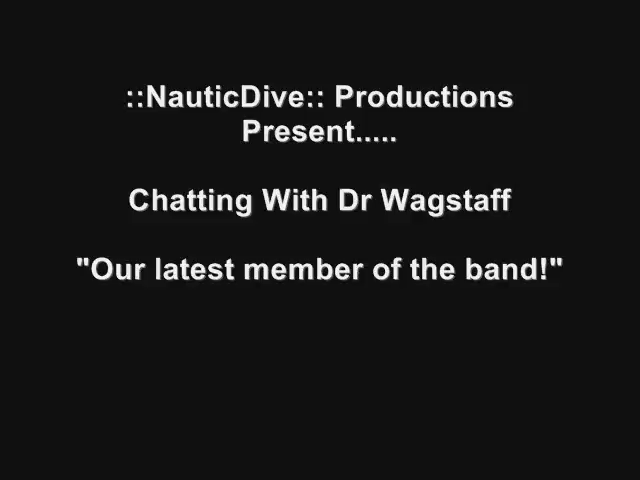 ::NauticDive:: Productions
Present.....
Chatting With Dr Wagstaff
"Our latest member of the band!"